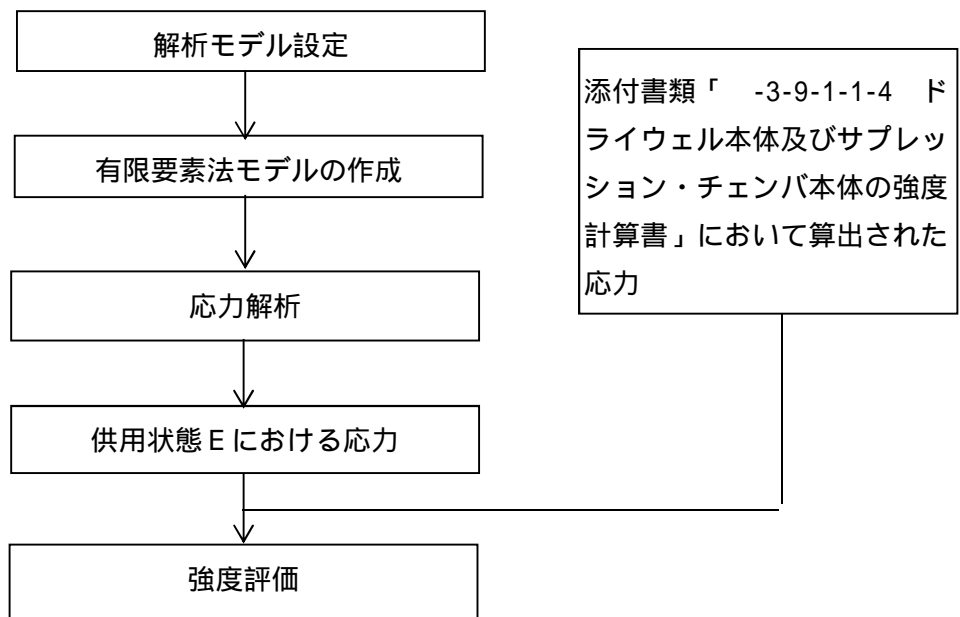 解析モデル設定
有限要素法モデルの作成
応力解析
供用状態Eにおける応力
強度評価
添付書類「　-3-9-1-1-4　ド
ライウェル本体及びサプレッ
ション・チェンバ本体の強度
計算書」において算出された
応力